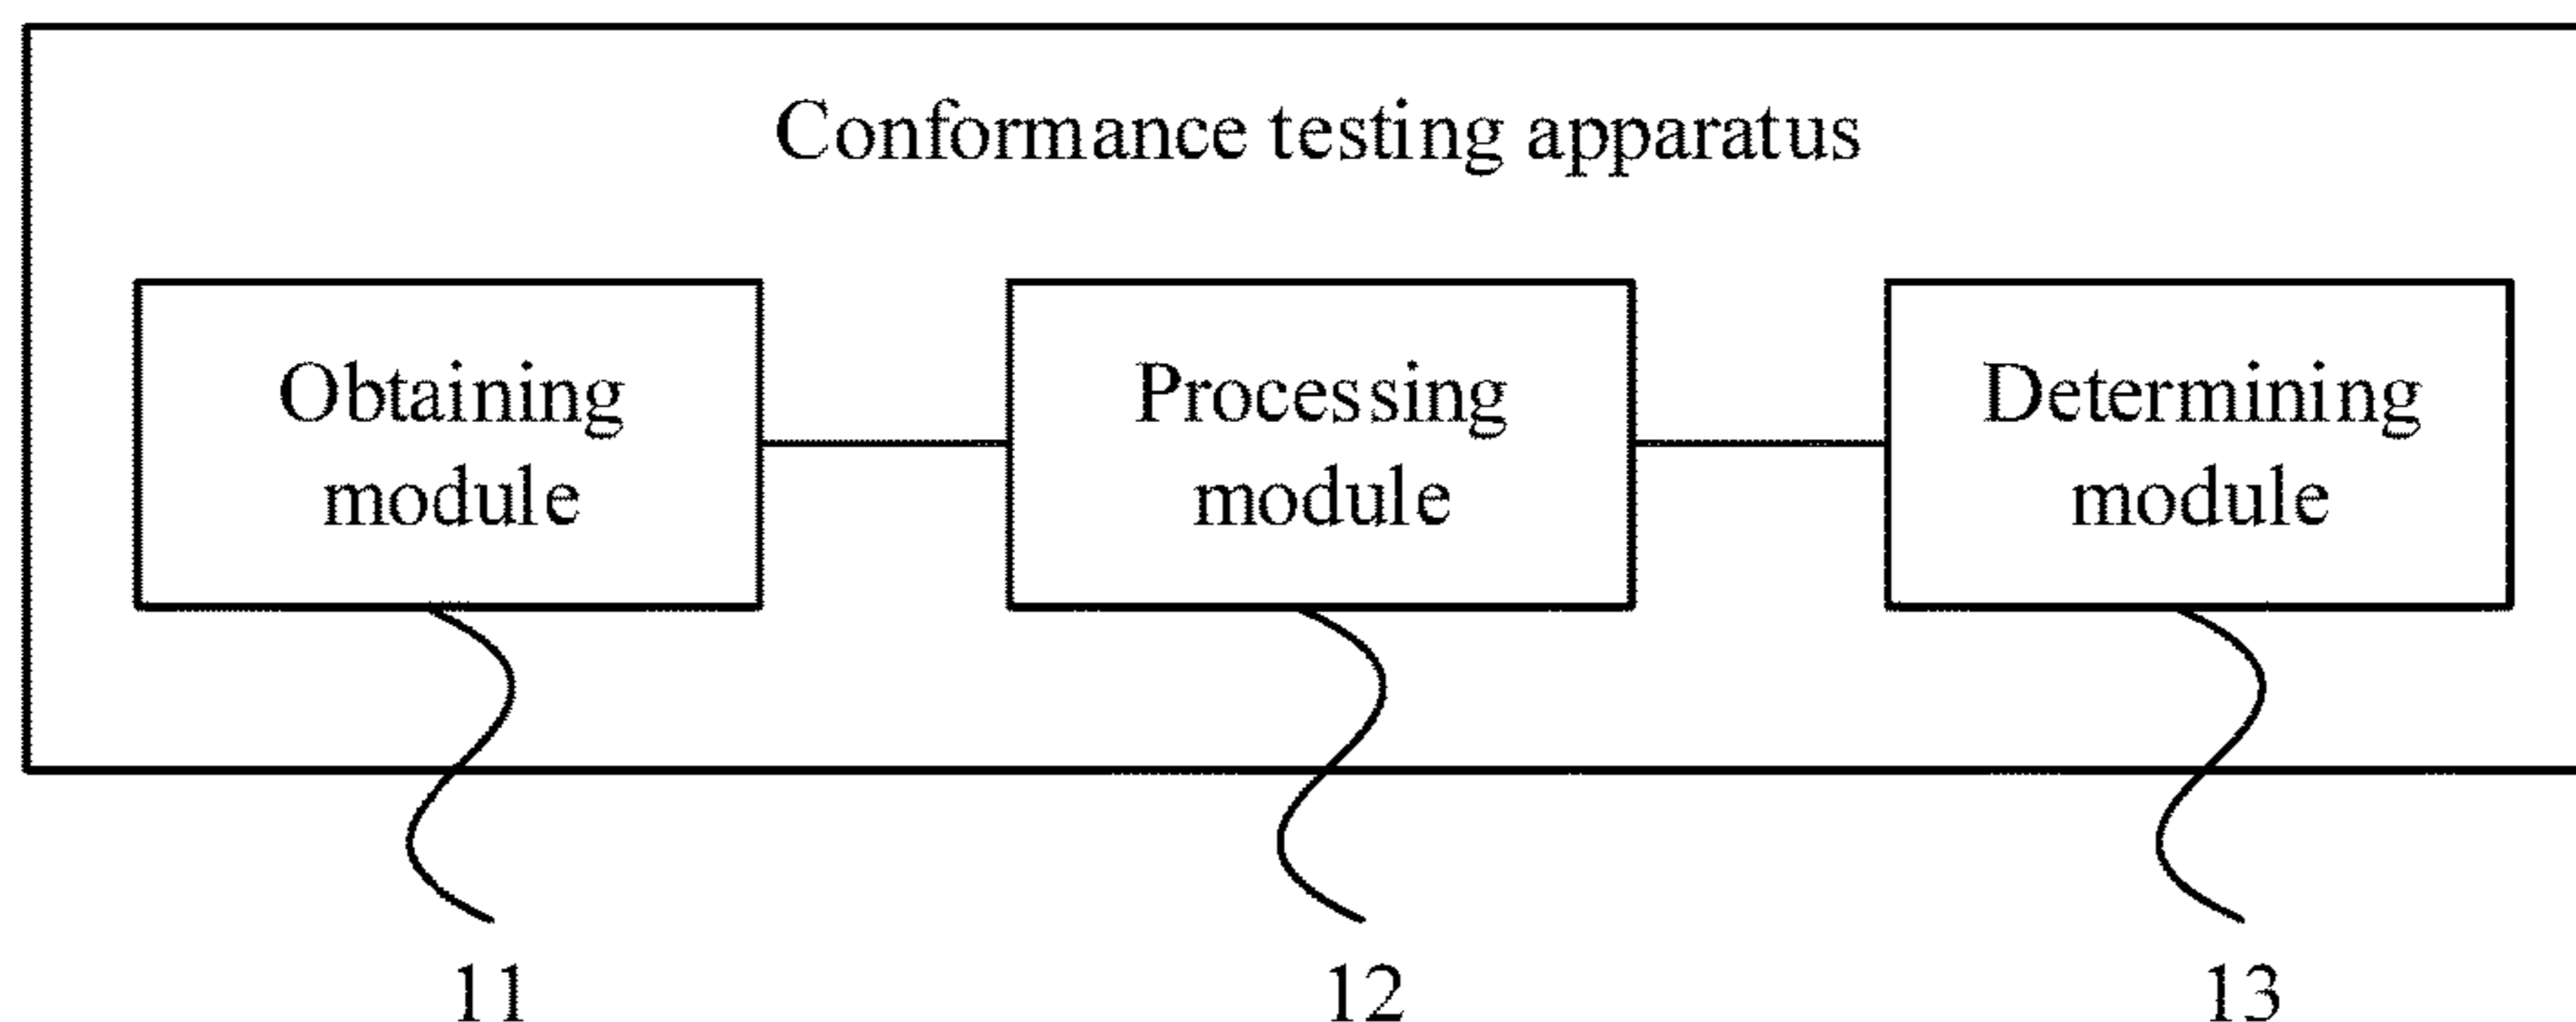 Conformance testing apparatus
Obtaining
module
Processing
module
Determining
module
11
12
13